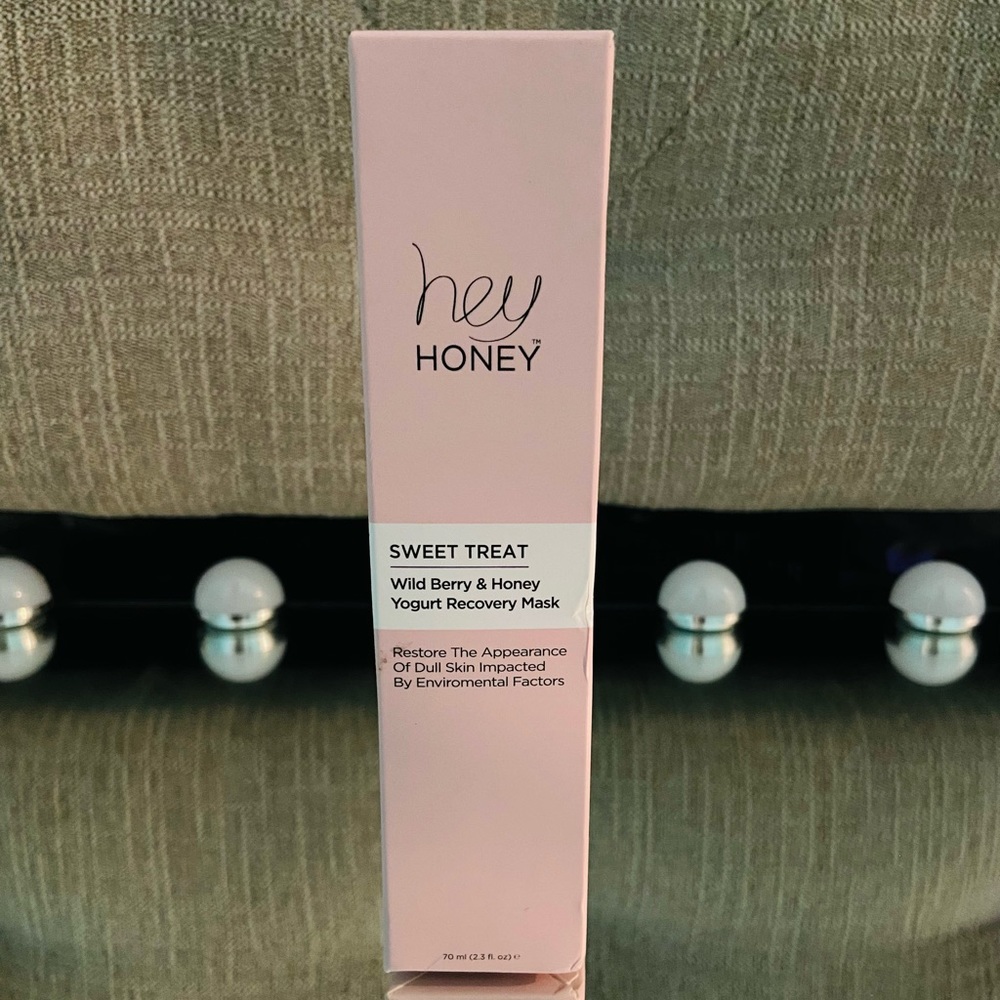 hey
HONEY™
SWEET TREAT
Wild Berry & Honey
Yogurt Recovery Mask
Restore The Appearance
Of Dull Skin Impacted
By Enviromental Factors
70 ml (2.3 fl. oz) ℮